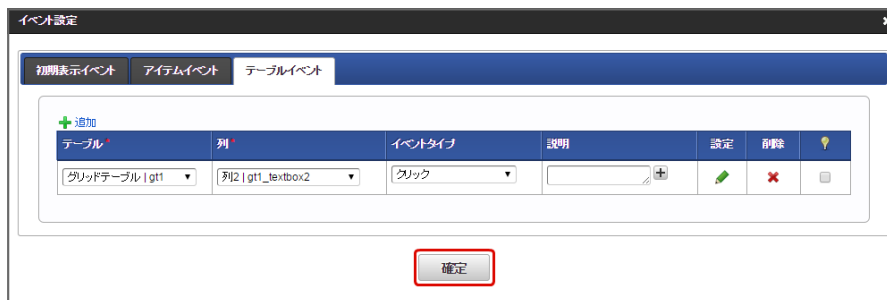 イベント設定
初期表示イベント アイテムイベント テーブルイベント
追加
テーブル* 列* イベントタイプ 説明 設定 削除
グリッドテーブル | gt1 列2 | gt1_textbox2 クリック
確定